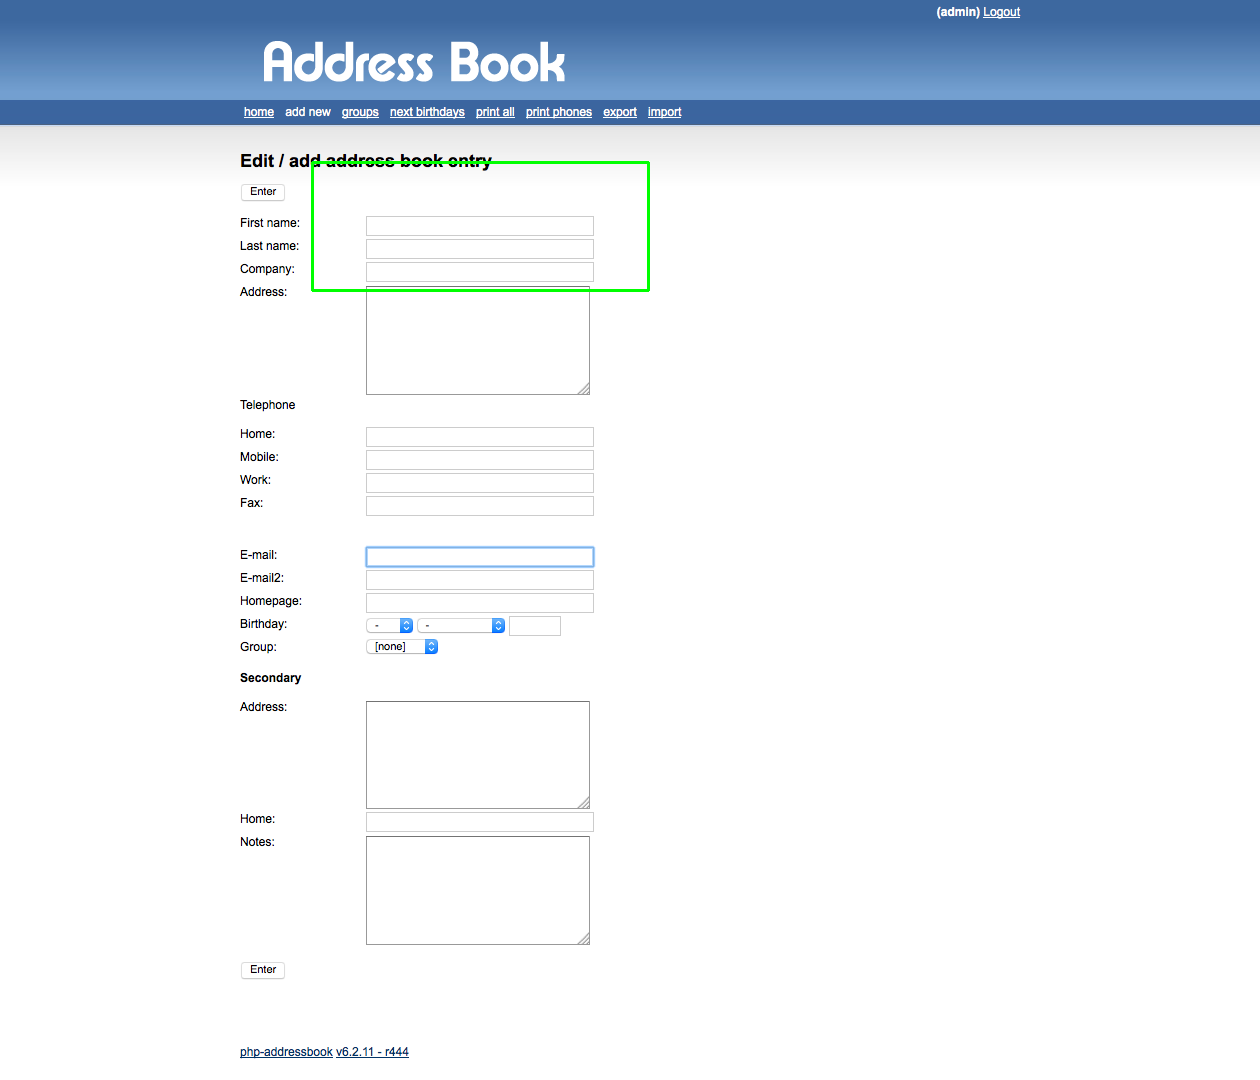 (admin) Logout
Address Book
home add new groups next birthdays print all print phones export import
Edit / add address book entry
Enter
First name:
Last name:
Company:
Address:
Telephone
Home:
Mobile:
Work:
Fax:
E-mail:
E-mail2:
Homepage:
Birthday: - -
Group: [none]
Secondary
Address:
Home:
Notes:
Enter
php-addressbook v6.2.11 - r444